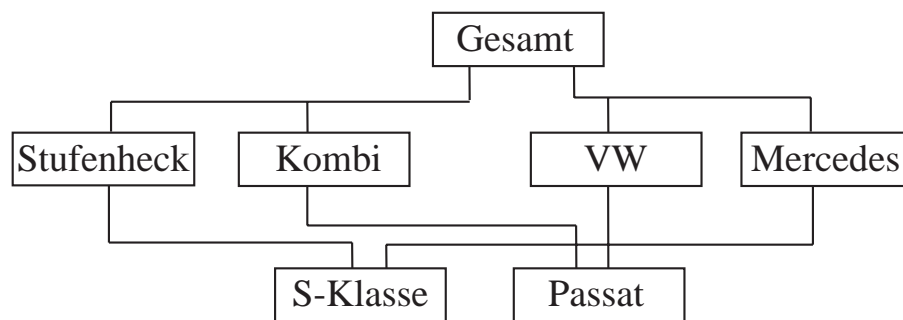 Gesamt
Stufenheck
Kombi
VW
Mercedes
S-Klasse
Passat